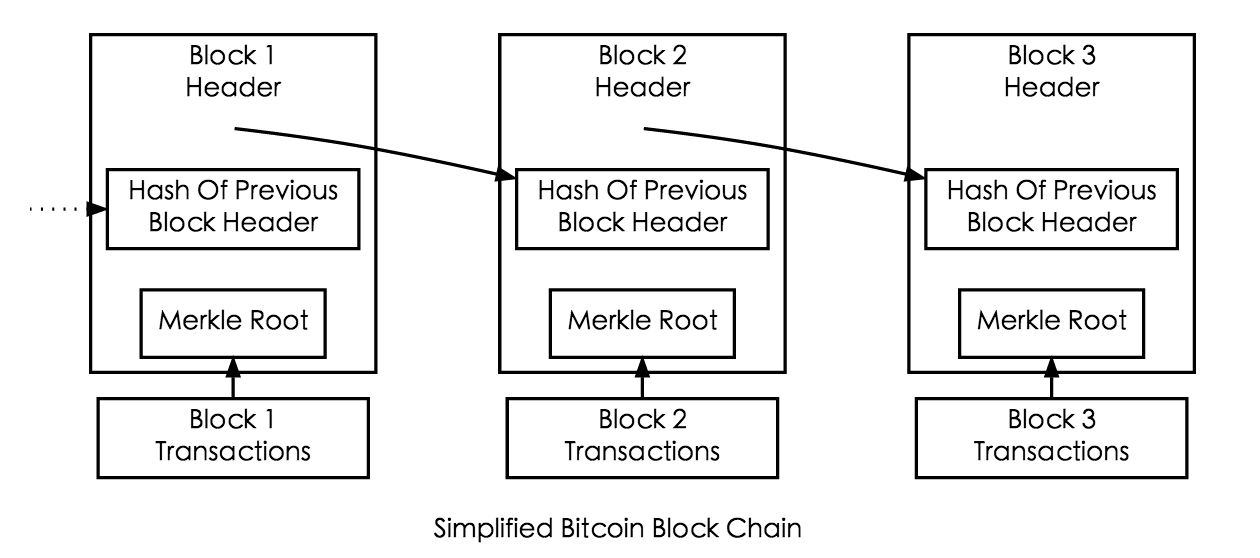 Block 1
Header
Hash Of Previous
Block Header
Merkle Root
Block 1
Transactions
Block 2
Header
Hash Of Previous
Block Header
Merkle Root
Block 2
Transactions
Block 3
Header
Hash Of Previous
Block Header
Merkle Root
Block 3
Transactions
Simplified Bitcoin Block Chain